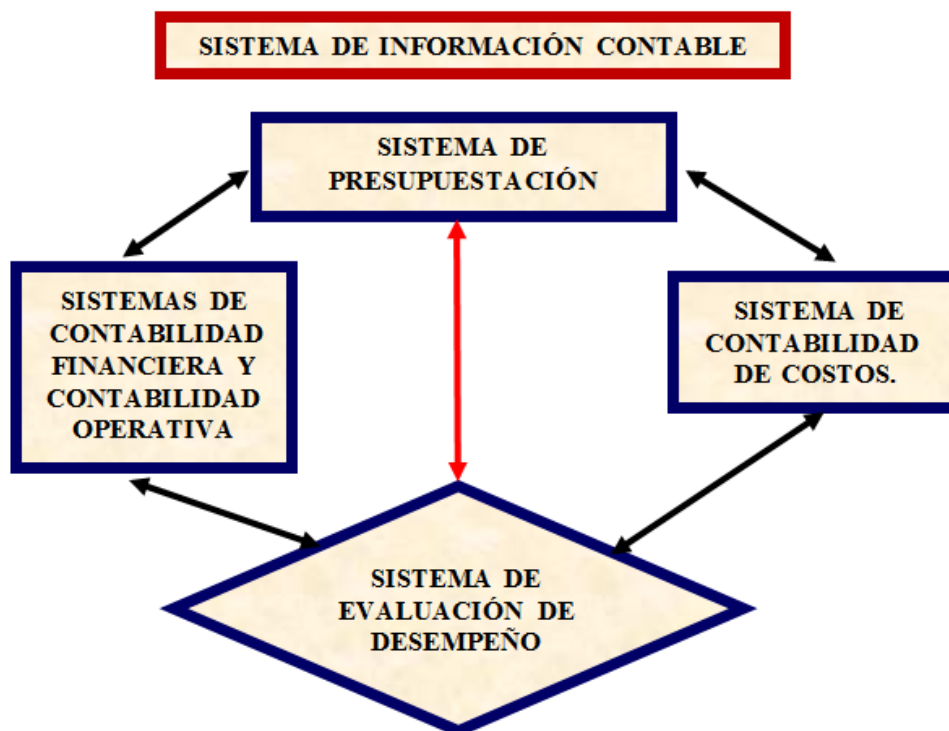 SISTEMA DE INFORMACIÓN CONTABLE
SISTEMA DE
PRESUPUESTACIÓN
SISTEMAS DE
CONTABILIDAD
FINANCIERA Y
CONTABILIDAD
OPERATIVA
SISTEMA DE
CONTABILIDAD
DE COSTOS.
SISTEMA DE
EVALUACIÓN DE
DESEMPEÑO